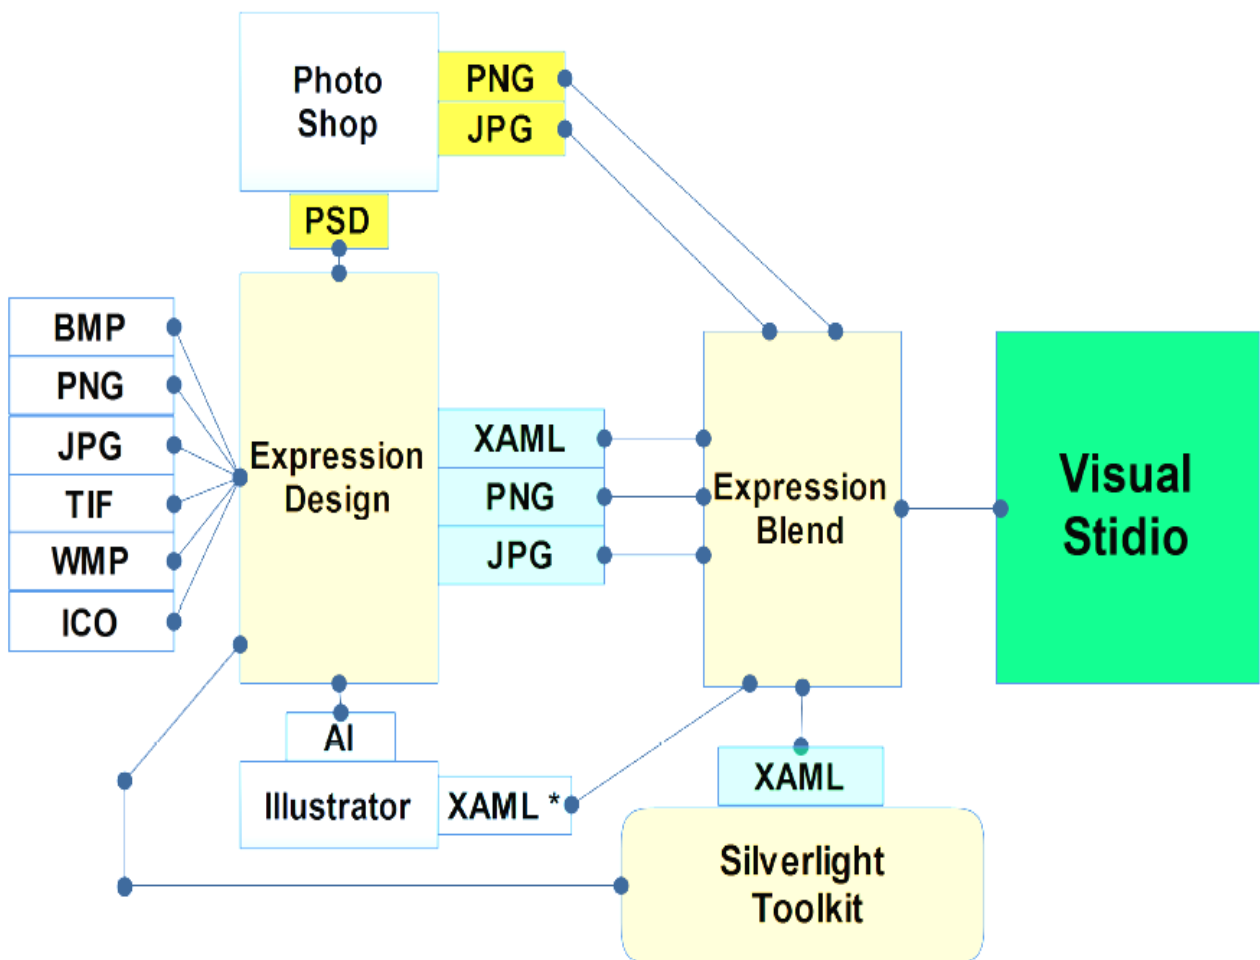 Photo
Shop
PNG
JPG
PSD
BMP
PNG
JPG
TIF
WMP
ICO
Expression
Design
XAML
PNG
JPG
Expression
Blend
Visual
Stidio
AI
Illustrator
XAML *
XAML
Silverlight
Toolkit